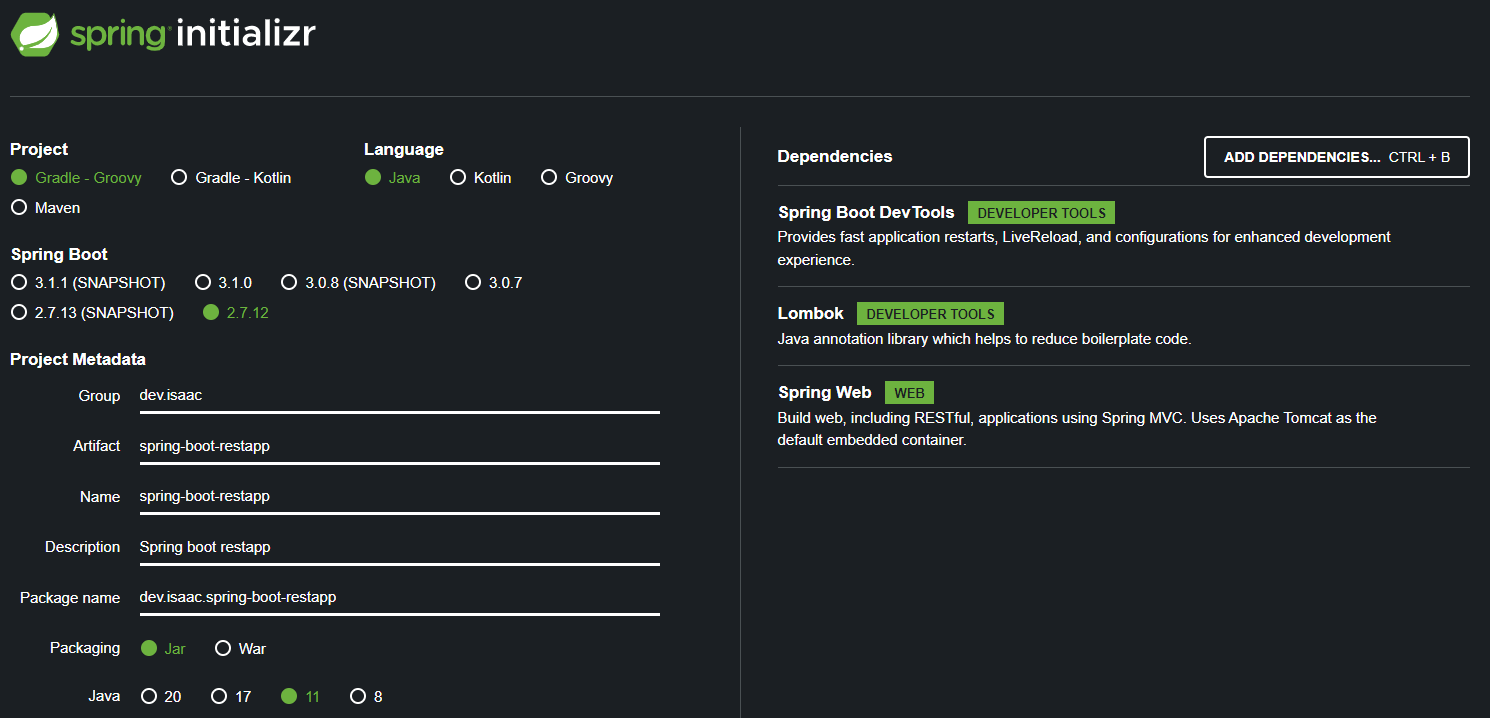 spring initializr
Project
Gradle - Groovy Gradle - Kotlin
Maven
Language
Java Kotlin Groovy
Spring Boot
3.1.1 (SNAPSHOT) 3.1.0 3.0.8 (SNAPSHOT) 3.0.7
2.7.13 (SNAPSHOT) 2.7.12
Project Metadata
Group dev.isaac
Artifact spring-boot-restapp
Name spring-boot-restapp
Description Spring boot restapp
Package name dev.isaac.spring-boot-restapp
Packaging Jar War
Java 20 17 11 8
Dependencies
ADD DEPENDENCIES... CTRL + B
Spring Boot DevTools DEVELOPER TOOLS
Provides fast application restarts, LiveReload, and configurations for enhanced development
experience.
Lombok DEVELOPER TOOLS
Java annotation library which helps to reduce boilerplate code.
Spring Web WEB
Build web, including RESTful, applications using Spring MVC. Uses Apache Tomcat as the
default embedded container.